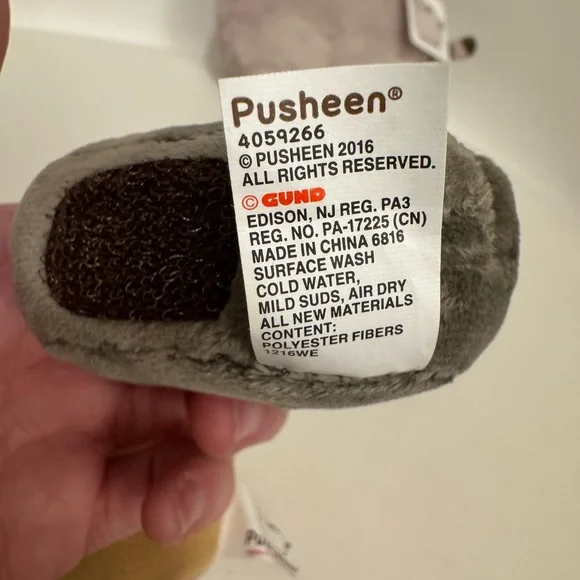 Pusheen®
4059266
© PUSHEEN 2016
ALL RIGHTS RESERVED.
© GUND
EDISON, NJ REG. PA3
REG. NO. PA-17225 (CN)
MADE IN CHINA 6816
SURFACE WASH
COLD WATER,
MILD SUDS, AIR DRY
ALL NEW MATERIALS
CONTENT:
POLYESTER FIBERS
1216WE
Pusheen